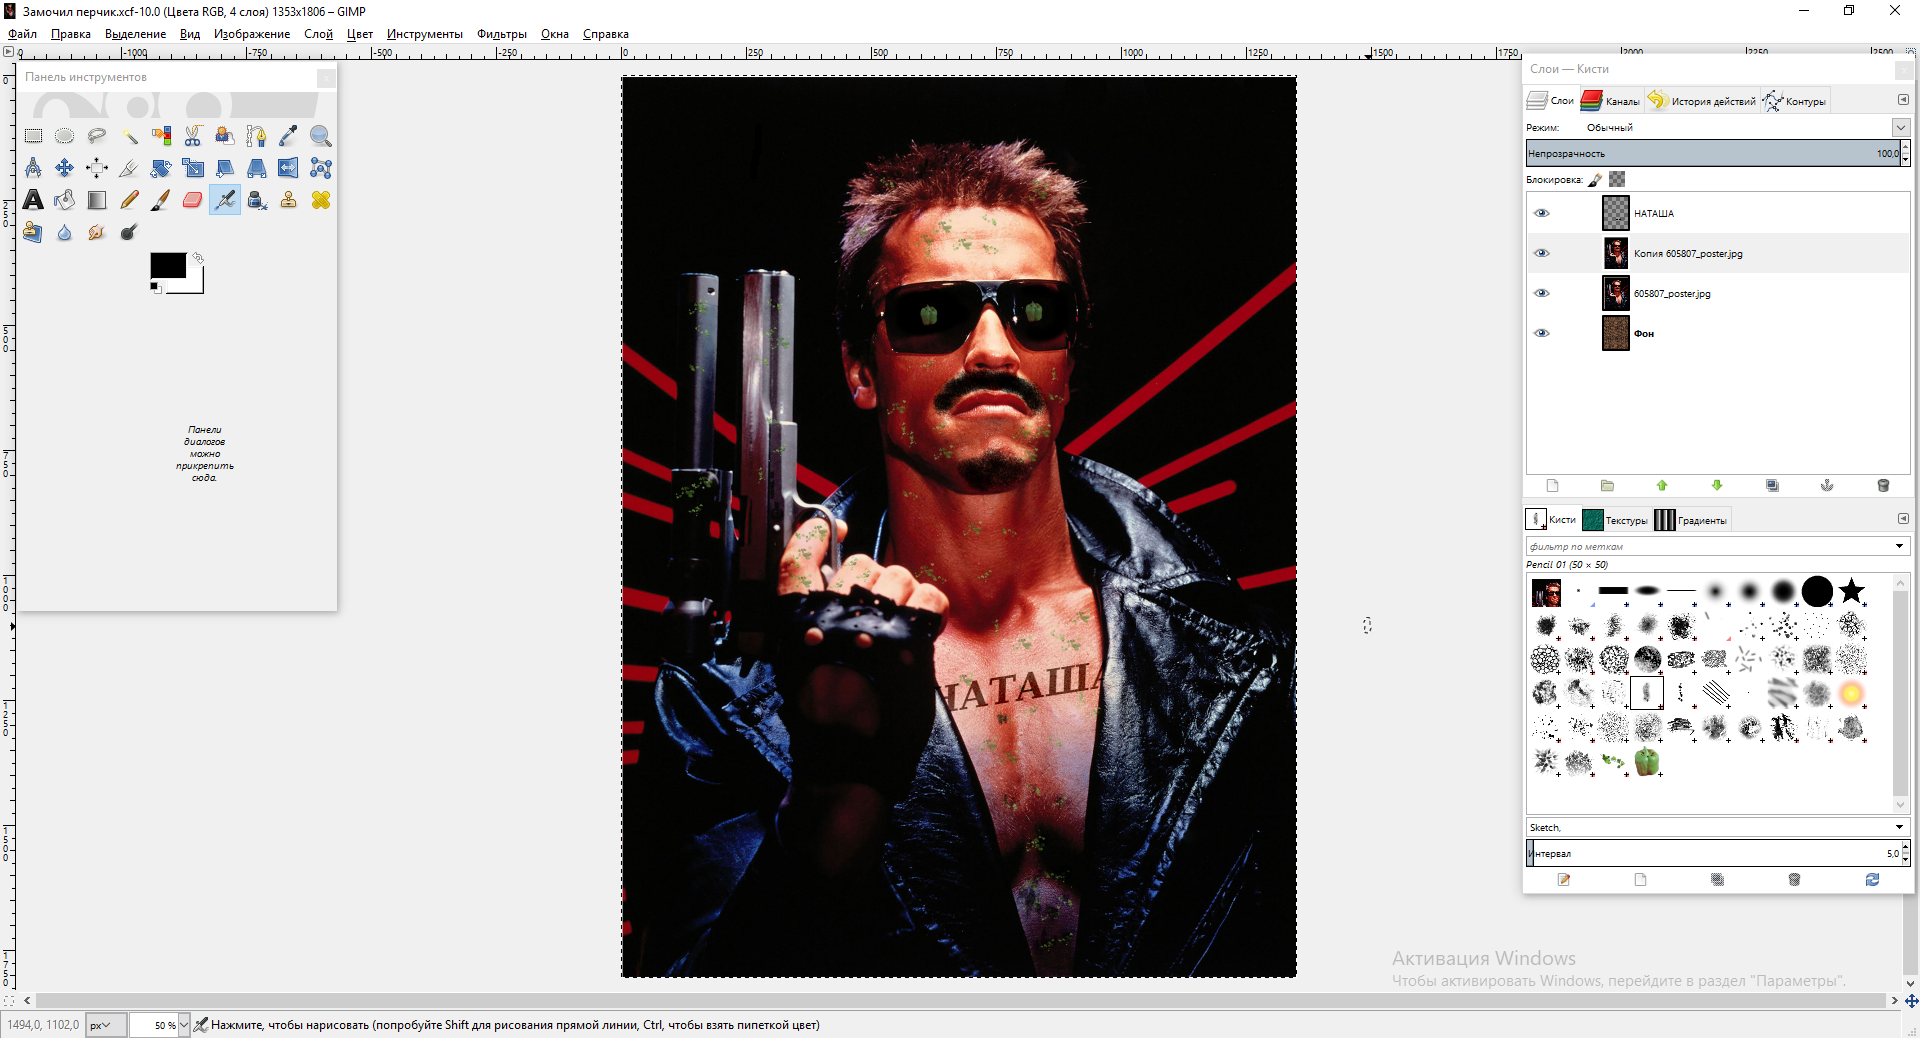 Замочил перчик.xcf-10.0 (Цвета RGB, 4 слоя) 1353x1806 – GIMP
Файл Правка Выделение Вид Изображение Слой Цвет Инструменты Фильтры Окна Справка
-1000 -750 -500 -250 0 250 500 750 1000 1250 1500 1750 2000 2250 2500
Панель инструментов
Панели
диалогов
можно
прикрепить
сюда.
НАТАША
Слои — Кисти
Слои Каналы История действий Контуры
Режим: Обычный
Непрозрачность 100,0
Блокировка:
НАТАША
Копия 605807_poster.jpg
605807_poster.jpg
Фон
Кисти Текстуры Градиенты
фильтр по меткам
Pencil 01 (50 × 50)
Sketch,
Интервал 5,0
Активация Windows
Чтобы активировать Windows, перейдите в раздел "Параметры".
1494,0, 1102,0 px 50 % Нажмите, чтобы нарисовать (попробуйте Shift для рисования прямой линии, Ctrl, чтобы взять пипеткой цвет)